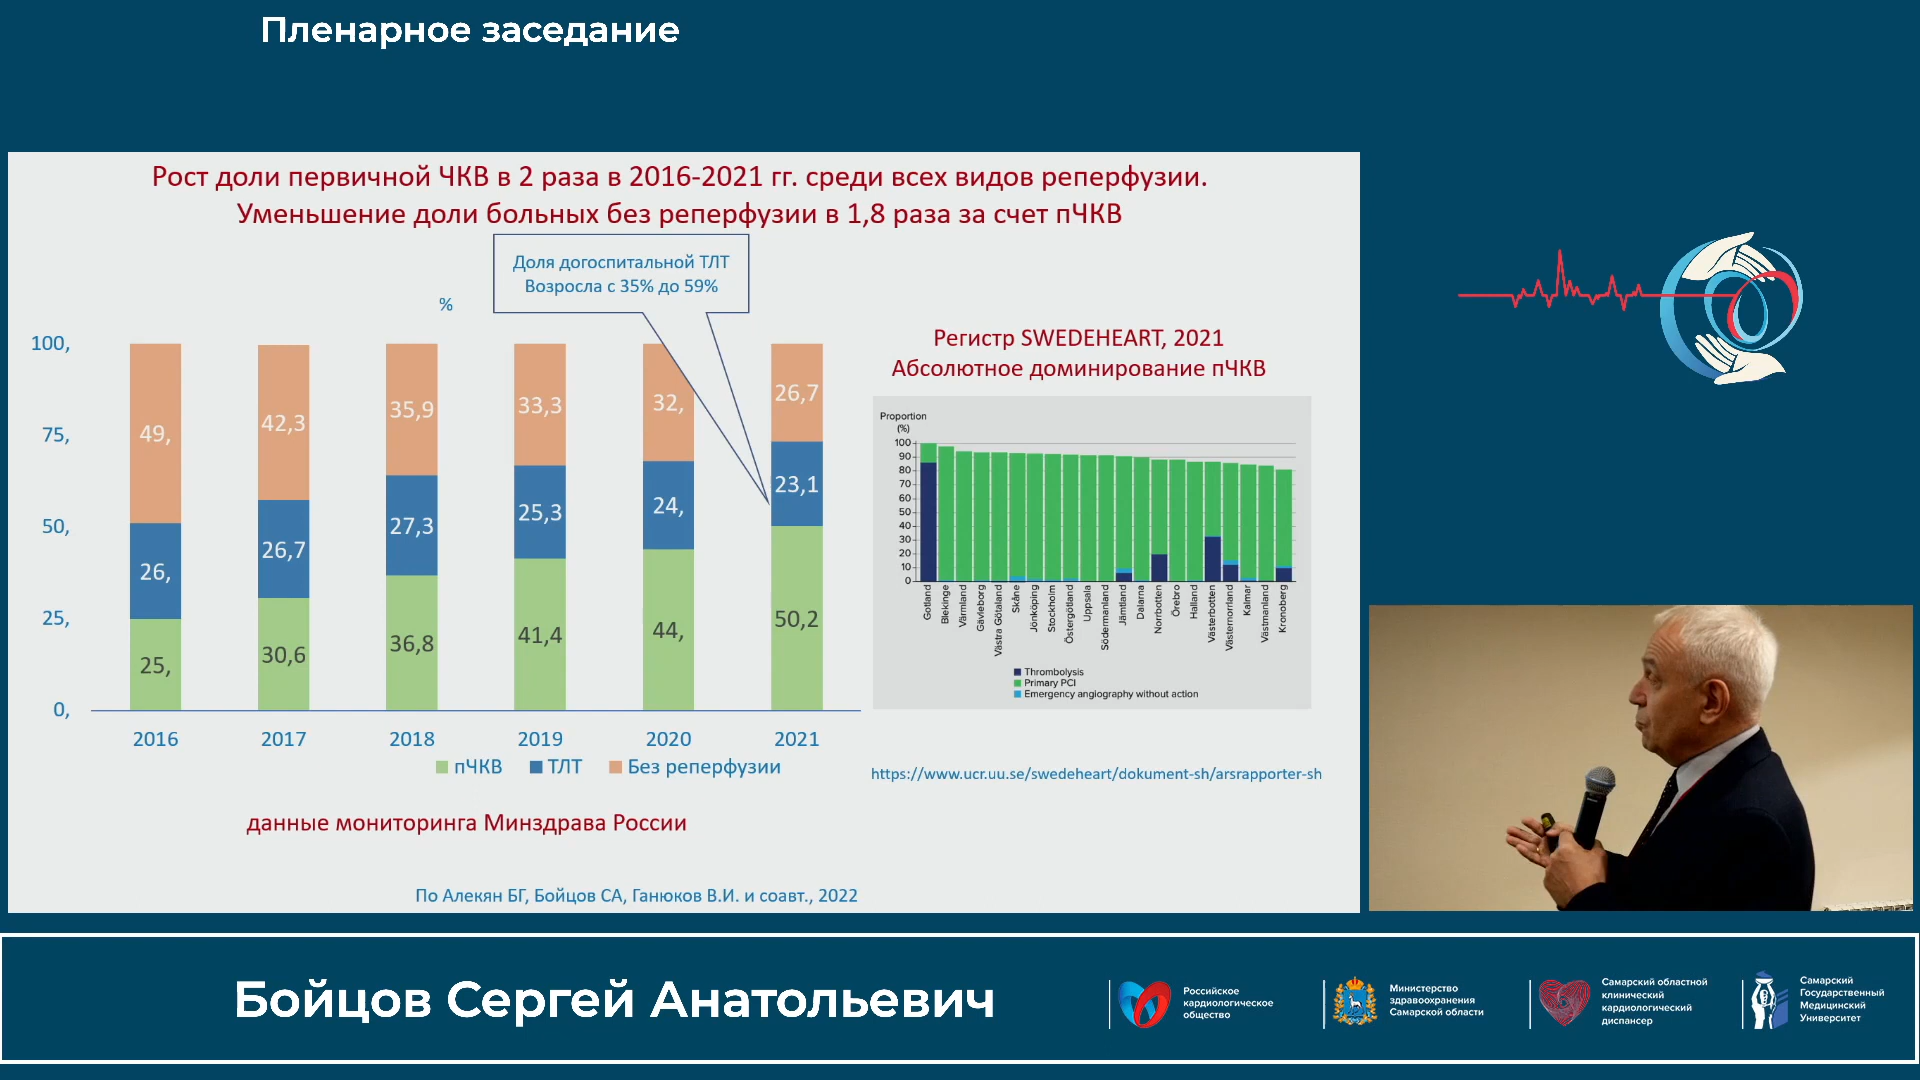 Пленарное заседание
Рост доли первичной ЧКВ в 2 раза в 2016-2021 гг. среди всех видов реперфузии.
Уменьшение доли больных без реперфузии в 1,8 раза за счет пЧКВ
Доля догоспитальной ТЛТ
Возросла с 35% до 59%
%
100,
75,
50,
25,
0,
49,
42,3
35,9
33,3
32,
26,7
26,
26,7
27,3
25,3
24,
23,1
25,
30,6
36,8
41,4
44,
50,2
2016
2017
2018
2019
2020
2021
пЧКВ
ТЛТ
Без реперфузии
данные мониторинга Минздрава России
По Алекян БГ, Бойцов СА, Ганюков В.И. и соавт., 2022
Регистр SWEDEHEART, 2021
Абсолютное доминирование пЧКВ
Proportion
(%)
100
90
80
70
60
50
40
30
20
10
0
Gotland
Blekinge
Värmland
Gävleborg
Västra Götaland
Skåne
Jönköping
Stockholm
Östergötland
Uppsala
Södermanland
Jämtland
Dalarna
Norrbotten
Örebro
Halland
Västerbotten
Västernorrland
Kalmar
Västmanland
Kronoberg
Thrombolysis
Primary PCI
Emergency angiography without action
https://www.ucr.uu.se/swedeheart/dokument-sh/arsrapporter-sh
Бойцов Сергей Анатольевич
Российское
кардиологическое
общество
Министерство
здравоохранения
Самарской области
Самарский областной
клинический
кардиологический
диспансер
Самарский
Государственный
Медицинский
Университет